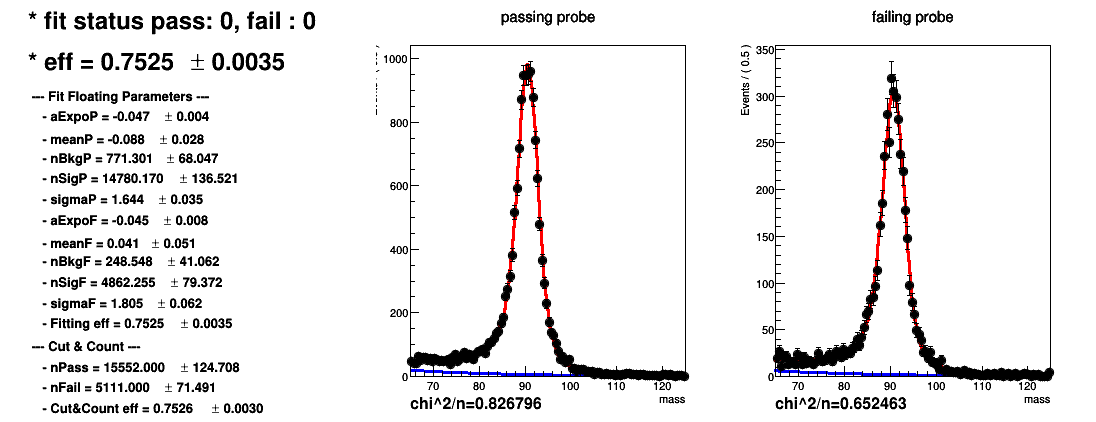 * fit status pass: 0, fail : 0
* eff = 0.7525 ± 0.0035
--- Fit Floating Parameters ---
- aExpoP = -0.047 ± 0.004
- meanP = -0.088 ± 0.028
- nBkgP = 771.301 ± 68.047
- nSigP = 14780.170 ± 136.521
- sigmaP = 1.644 ± 0.035
- aExpoF = -0.045 ± 0.008
- meanF = 0.041 ± 0.051
- nBkgF = 248.548 ± 41.062
- nSigF = 4862.255 ± 79.372
- sigmaF = 1.805 ± 0.062
- Fitting eff = 0.7525 ± 0.0035
--- Cut & Count ---
- nPass = 15552.000 ± 124.708
- nFail = 5111.000 ± 71.491
- Cut&Count eff = 0.7526 ± 0.0030
passing probe
1000
800
600
400
200
0
70 80 90 100 110 120
mass
chi^2/n=0.826796
failing probe
Events / ( 0.5 )
350
300
250
200
150
100
50
0
70 80 90 100 110 120
mass
chi^2/n=0.652463